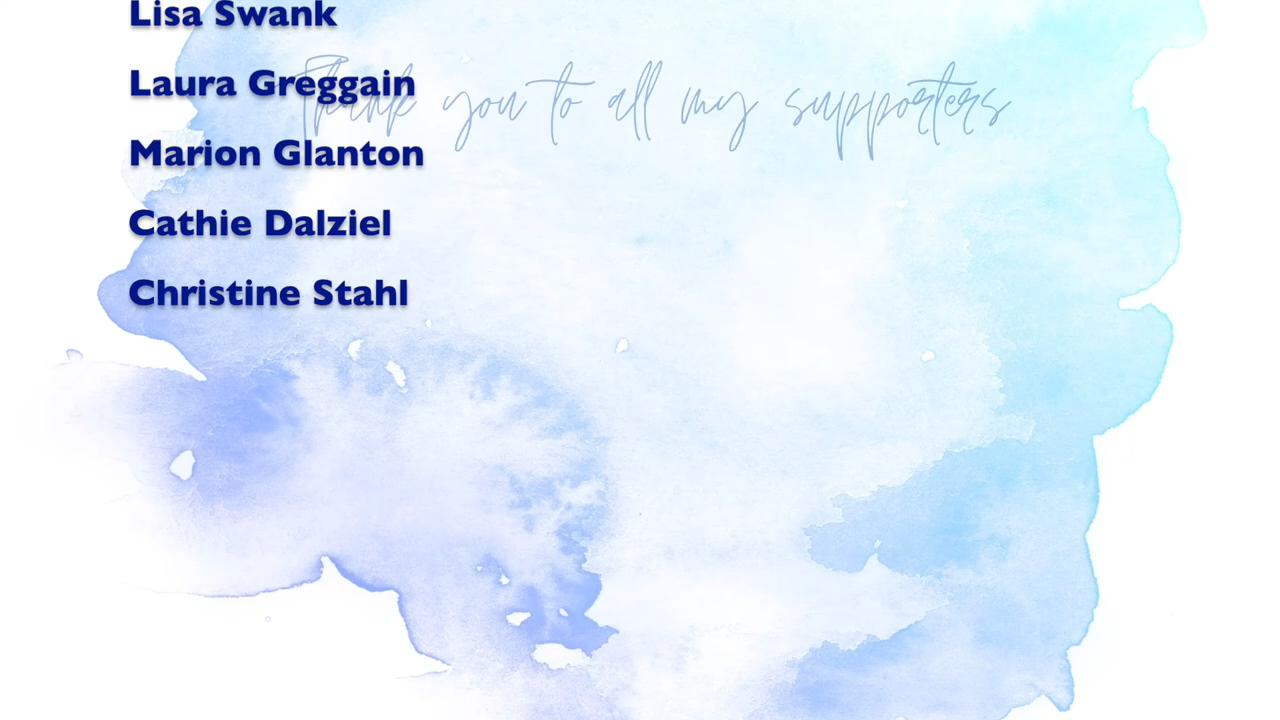 Lisa Swank
Thank you to all my supporters
Laura Greggain
Marion Glanton
Cathie Dalziel
Christine Stahl